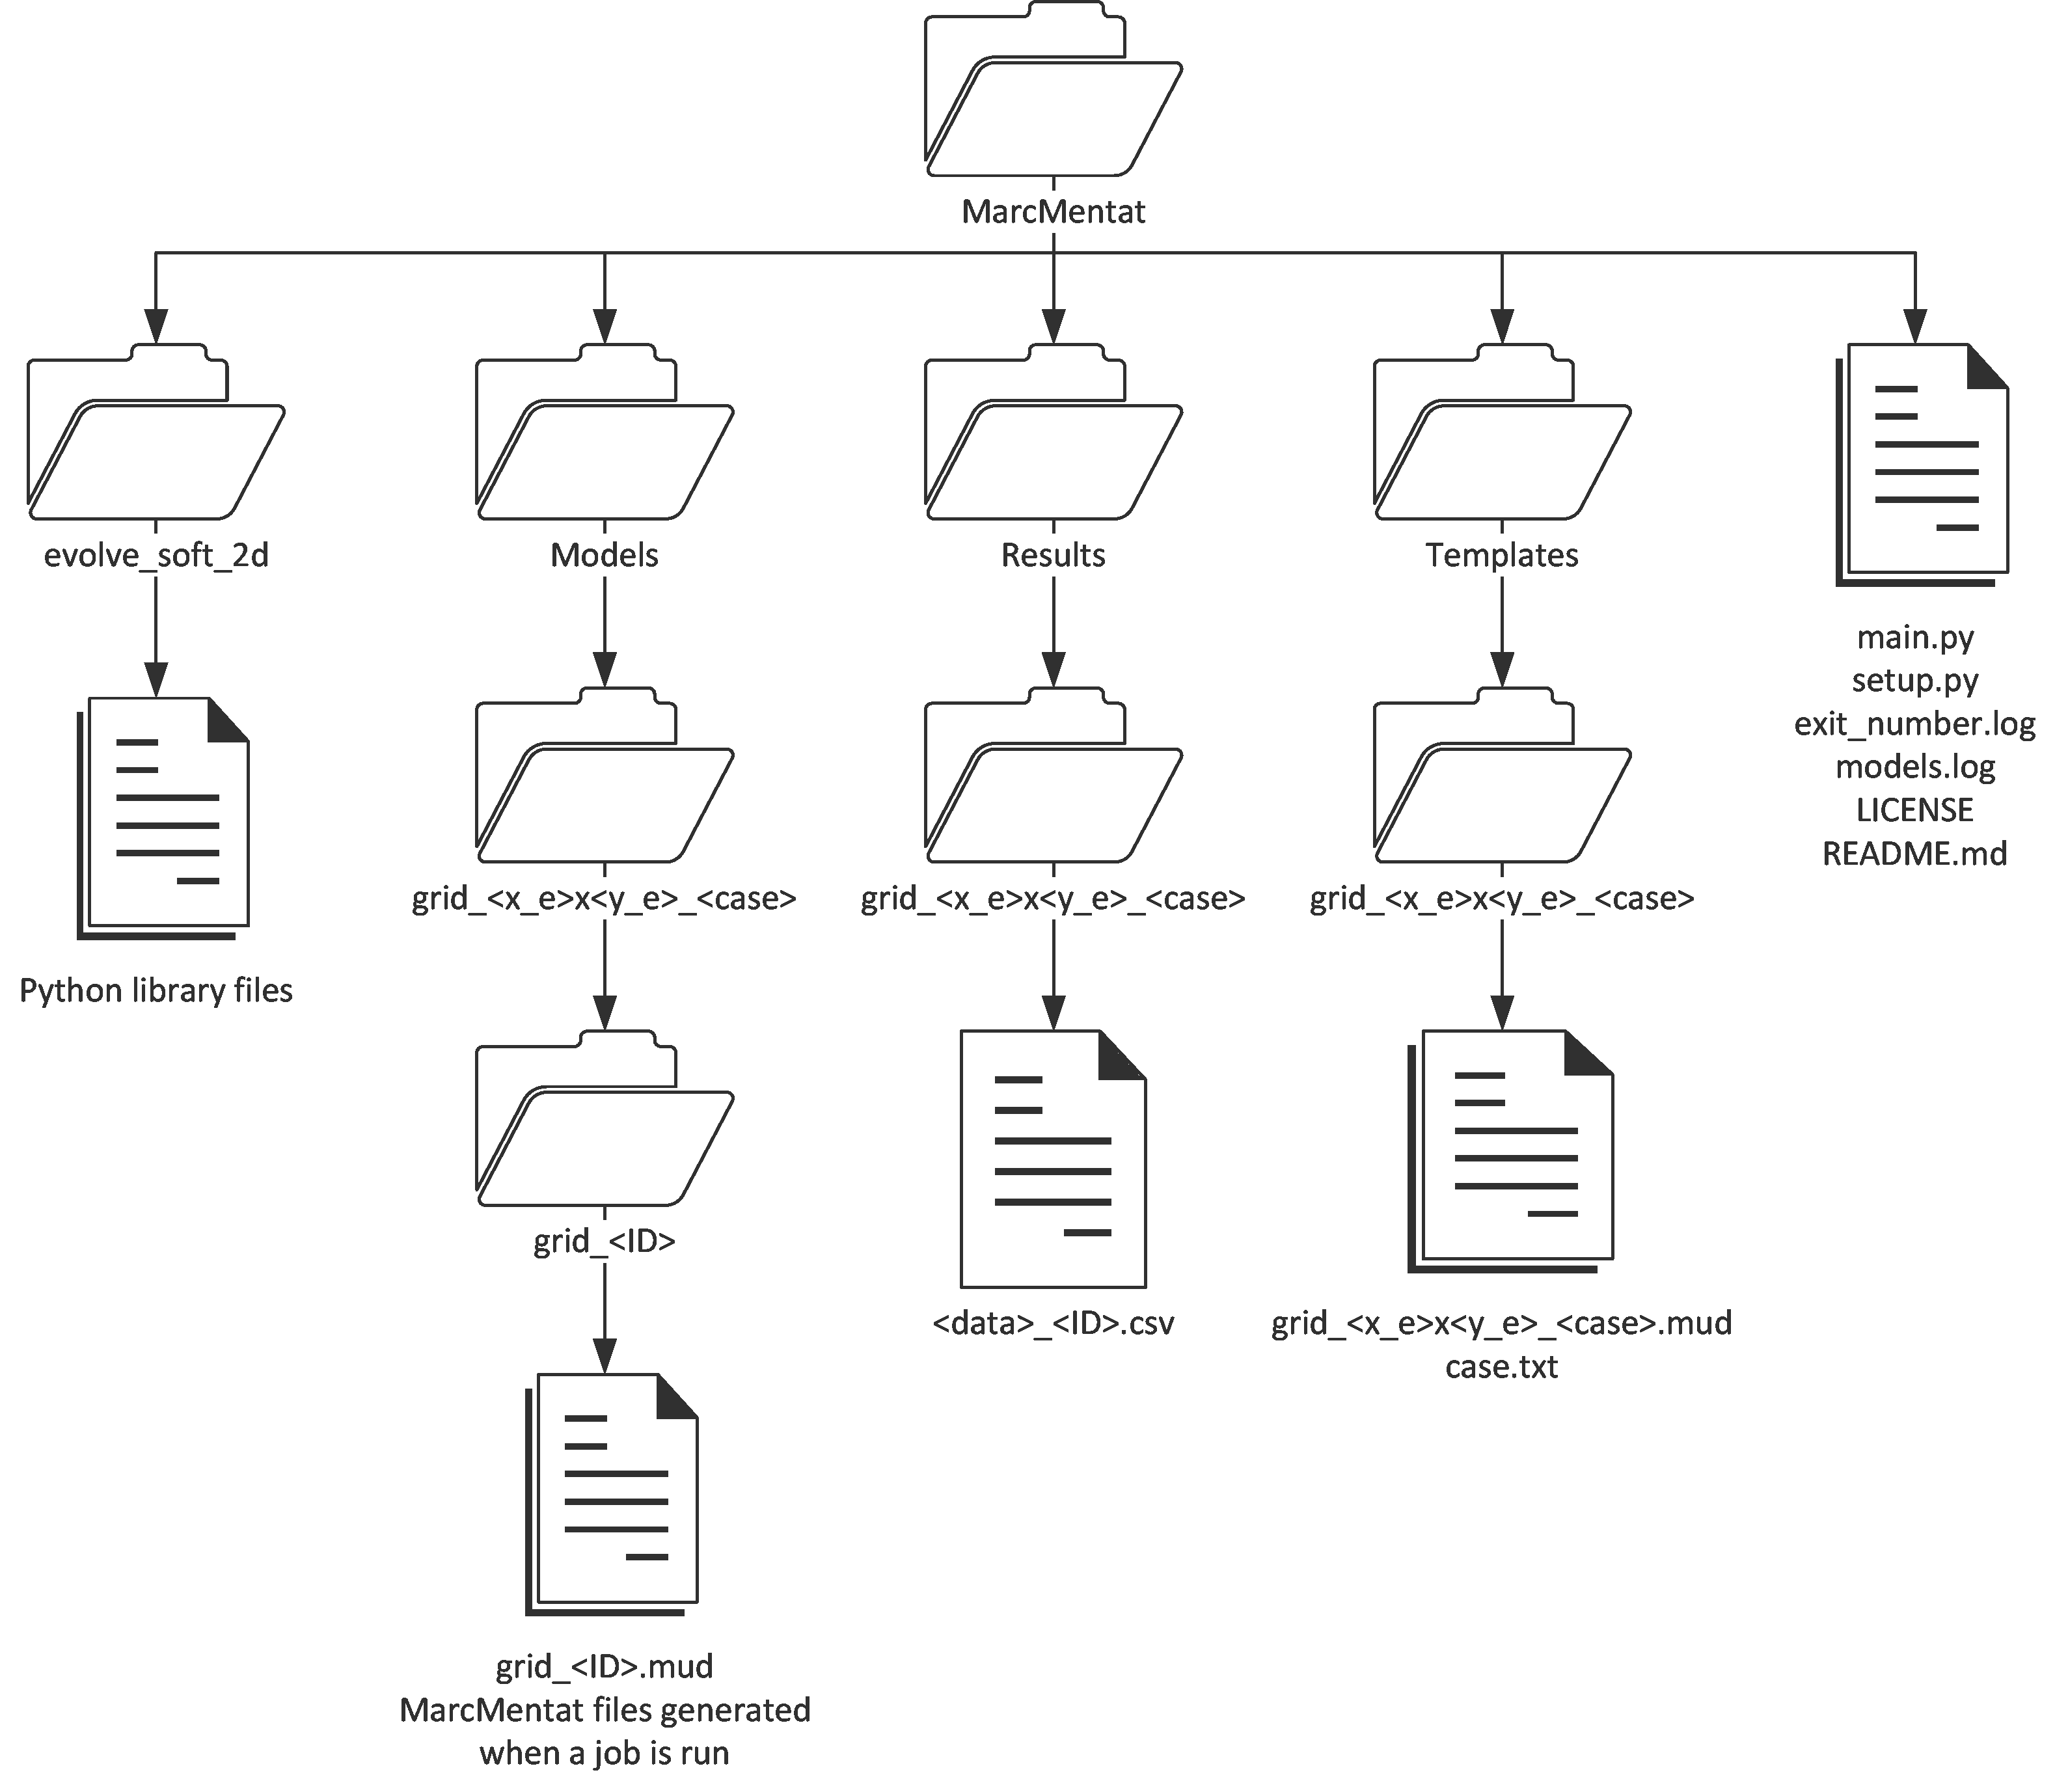 MarcMentat
evolve_soft_2d
Models
Results
Templates
main.py
setup.py
exit_number.log
models.log
LICENSE
README.md
Python library files
grid_<x_e>x<y_e>_<case>
grid_<x_e>x<y_e>_<case>
grid_<x_e>x<y_e>_<case>
grid_<ID>
<data>_<ID>.csv
grid_<x_e>x<y_e>_<case>.mud
case.txt
grid_<ID>.mud
MarcMentat files generated
when a job is run